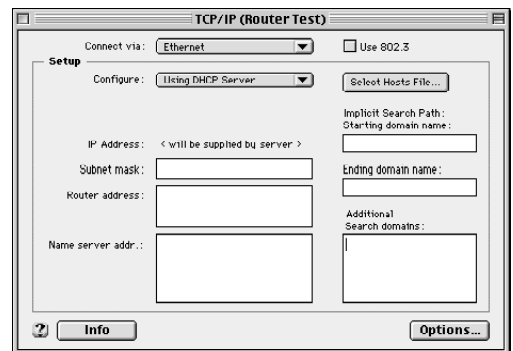 TCP/IP (Router Test)
Connect via: Ethernet
Use 802.3
Setup
Configure: Using DHCP Server
Select Hosts File...
Implicit Search Path:
Starting domain name:
IP Address: < will be supplied by server >
Subnet mask:
Ending domain name:
Router address:
Additional
Search domains:
Name server addr.:
?
Info
Options...